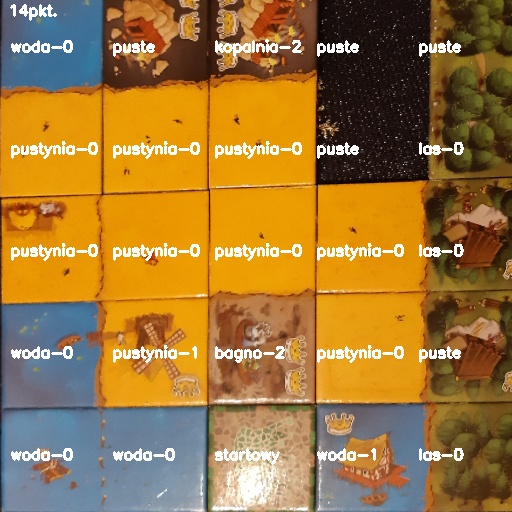 14pkt.
woda-0 puste kopalnia-2 puste puste
pustynia-0 pustynia-0 pustynia-0 puste las-0
pustynia-0 pustynia-0 pustynia-0 pustynia-0 las-0
woda-0 pustynia-1 bagno-2 pustynia-0 puste
woda-0 woda-0 startowy woda-1 las-0